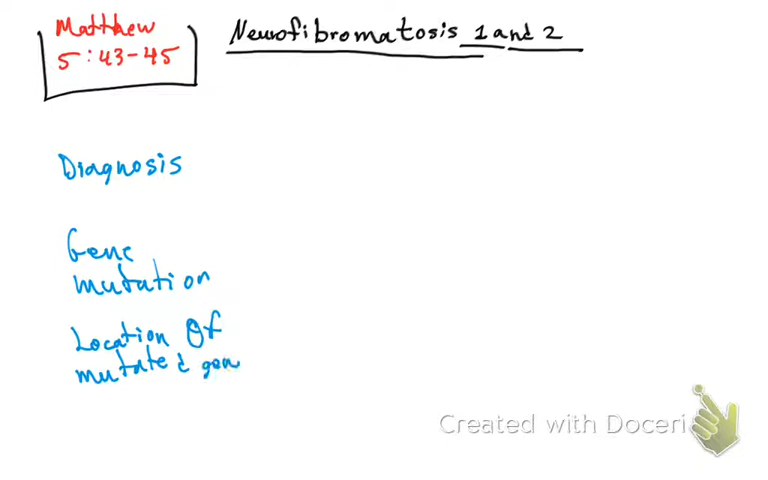 Matthew
5:43-45
Neurofibromatosis 1 and 2
Diagnosis
Gene
mutation
Location Of
mutated gen
Created with Doceri